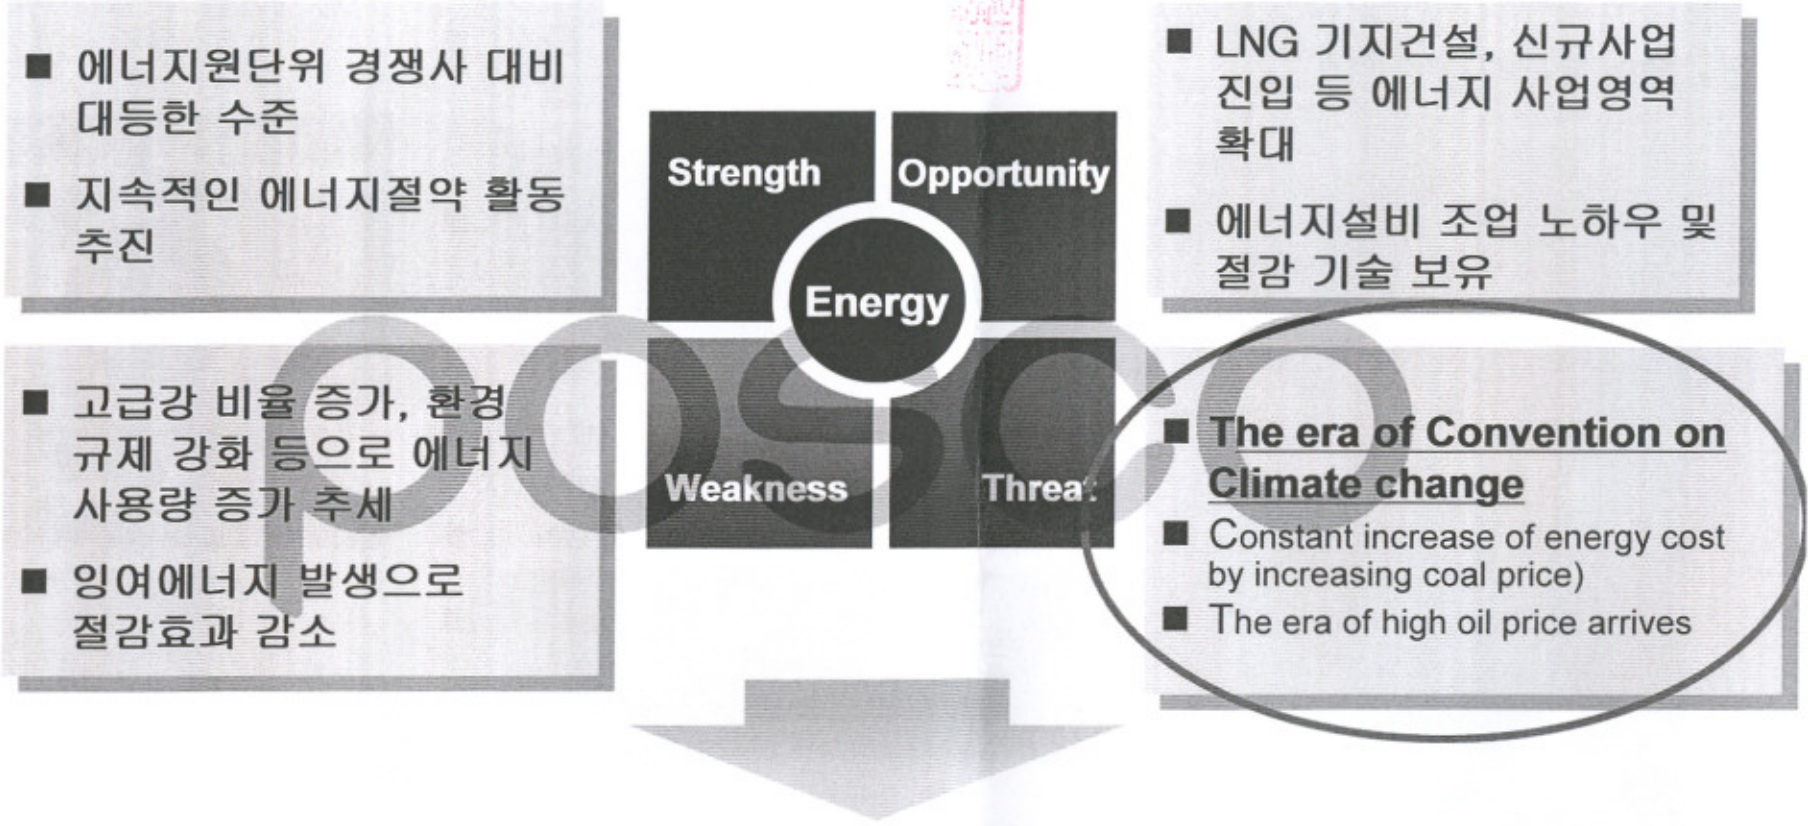 ■ 에너지원단위 경쟁사 대비
대등한 수준
■ 지속적인 에너지절약 활동
추진
Strength
Opportunity
Energy
Weakness
Threat
■ LNG 기지건설, 신규사업
진입 등 에너지 사업영역
확대
■ 에너지설비 조업 노하우 및
절감 기술 보유
■ 고급강 비율 증가, 환경
규제 강화 등으로 에너지
사용량 증가 추세
■ 잉여에너지 발생으로
절감효과 감소
■ The era of Convention on
Climate change
■ Constant increase of energy cost
by increasing coal price)
■ The era of high oil price arrives
posco